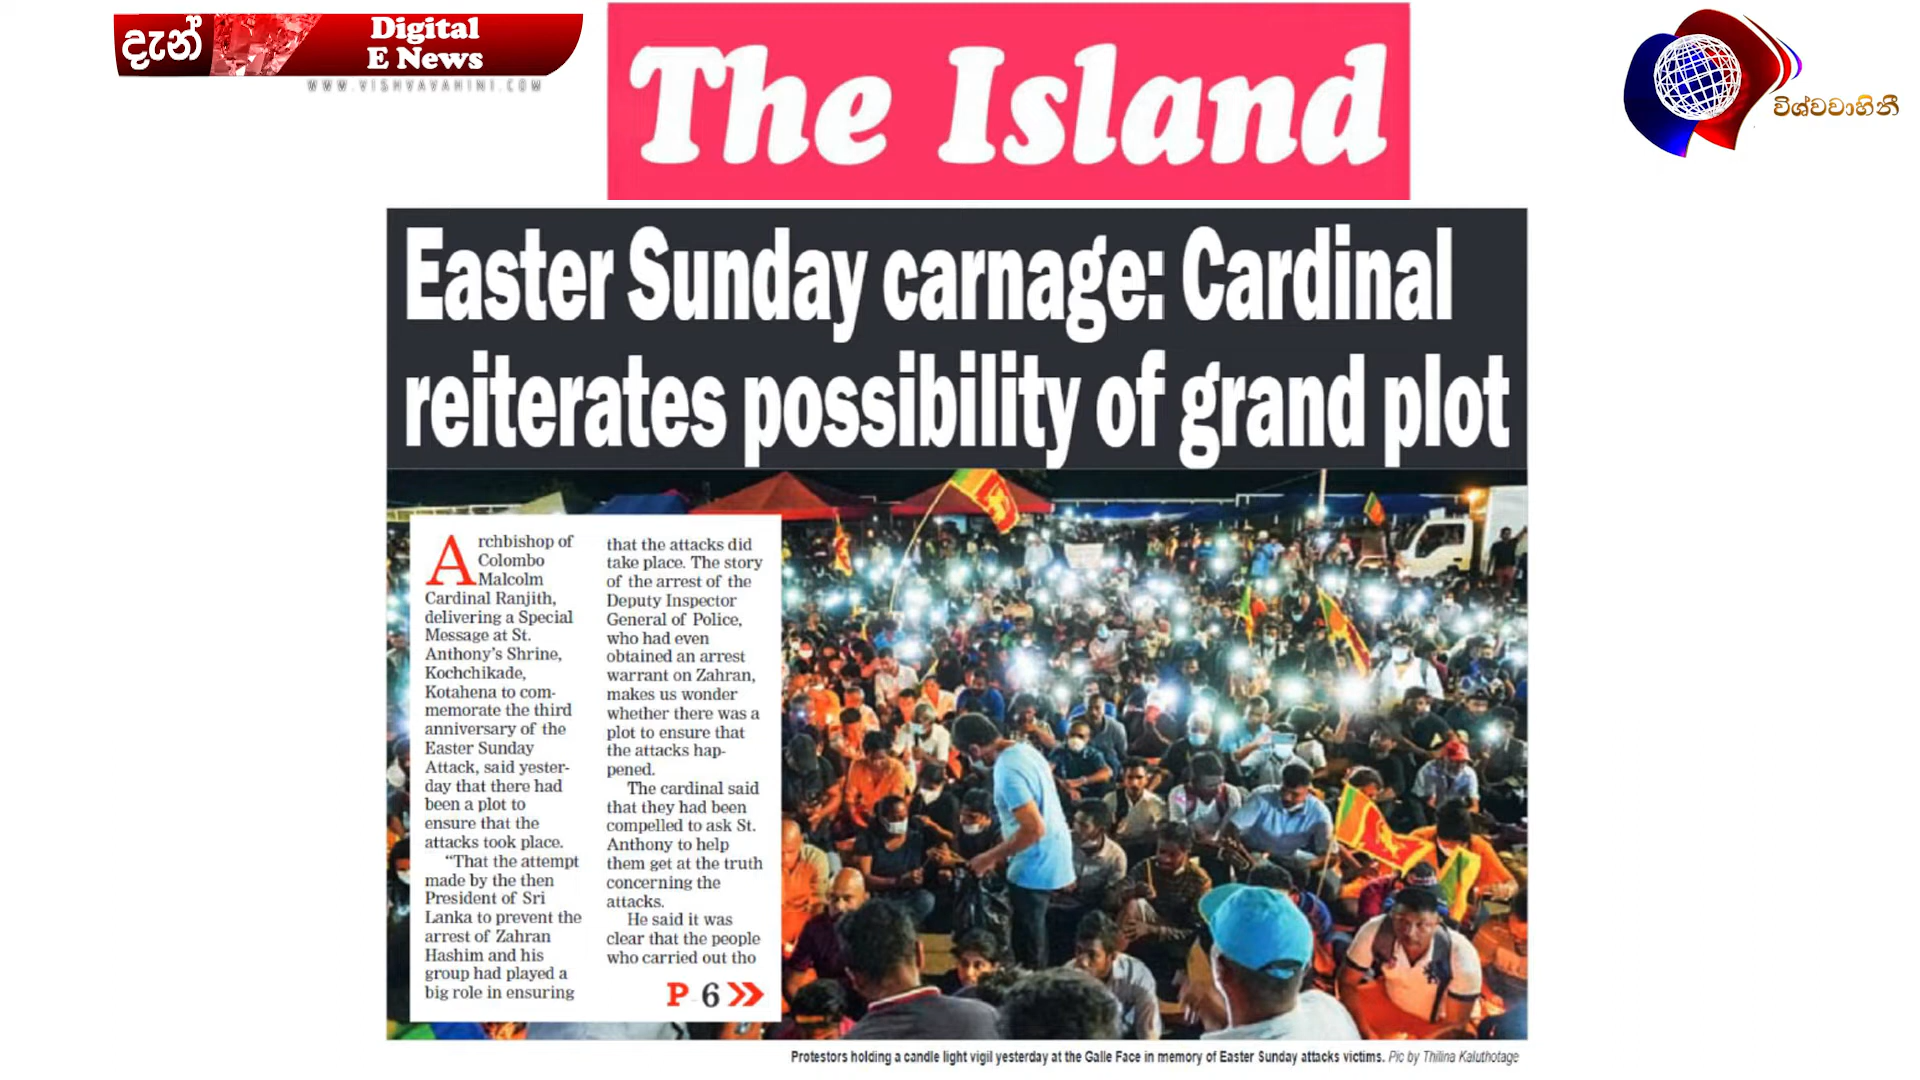 දැන්
Digital
E News
WWW.VISHVAVAHINI.COM
The Island
විශ්වවාහිනී
Easter Sunday carnage: Cardinal
reiterates possibility of grand plot
Archbishop of
Colombo
Malcolm
Cardinal Ranjith,
delivering a Special
Message at St.
Anthony's Shrine,
Kochchikade,
Kotahena to com-
memorate the third
anniversary of the
Easter Sunday
Attack, said yester-
day that there had
been a plot to
ensure that the
attacks took place.
“That the attempt
made by the then
President of Sri
Lanka to prevent the
arrest of Zahran
Hashim and his
group had played a
big role in ensuring
that the attacks did
take place. The story
of the arrest of the
Deputy Inspector
General of Police,
who had even
obtained an arrest
warrant on Zahran,
makes us wonder
whether there was a
plot to ensure that
the attacks hap-
pened.
The cardinal said
that they had been
compelled to ask St.
Anthony to help
them get at the truth
concerning the
attacks.
He said it was
clear that the people
who carried out tho
P 6
Protestors holding a candle light vigil yesterday at the Galle Face in memory of Easter Sunday attacks victims. Pic by Thilina Kaluthotage